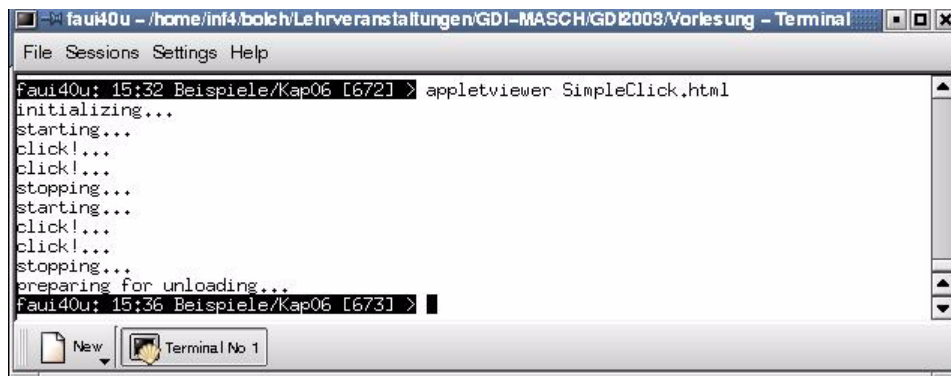 faui40u – /home/inf4/bolch/Lehrveranstaltungen/GDI-MASCH/GDI2003/Vorlesung – Terminal
File Sessions Settings Help
faui40u: 15:32 Beispiele/Kap06 [672] > appletviewer SimpleClick.html
initializing...
starting...
click!...
click!...
stopping...
starting...
click!...
click!...
stopping...
preparing for unloading...
faui40u: 15:36 Beispiele/Kap06 [673] >
New Terminal No 1